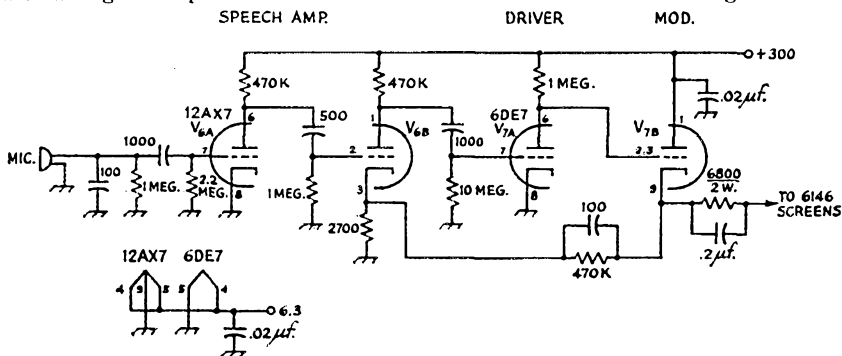 SPEECH AMP.
DRIVER
MOD.
+300
470K
470K
1 MEG.
.02µf.
12AX7
V6A
6
500
1
V6B
1000
6DE7
V7A
6
V7B
1
MIC.
1000
7
2
7
2.3
100
1 MEG.
2.2 MEG.
8
1 MEG.
3
10 MEG.
8
9
6800
2 W.
TO 6146 SCREENS
2700
100
470K
.2µf.
12AX7
6DE7
4
9
5
5
4
6.3
.02µf.